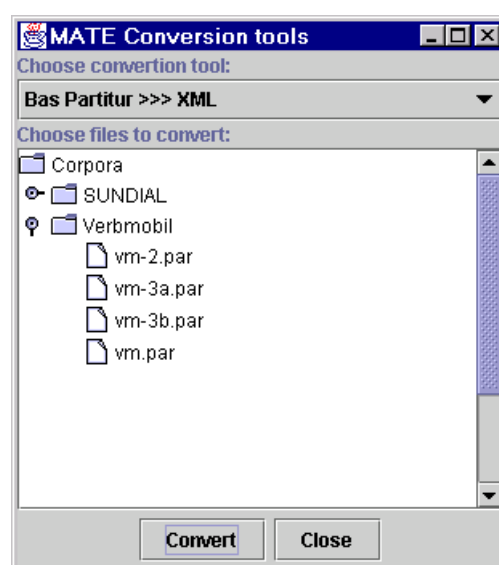 MATE Conversion tools
Choose convertion tool:
Bas Partitur >>> XML
Choose files to convert:
Corpora
SUNDIAL
Verbmobil
vm-2.par
vm-3a.par
vm-3b.par
vm.par
Convert Close